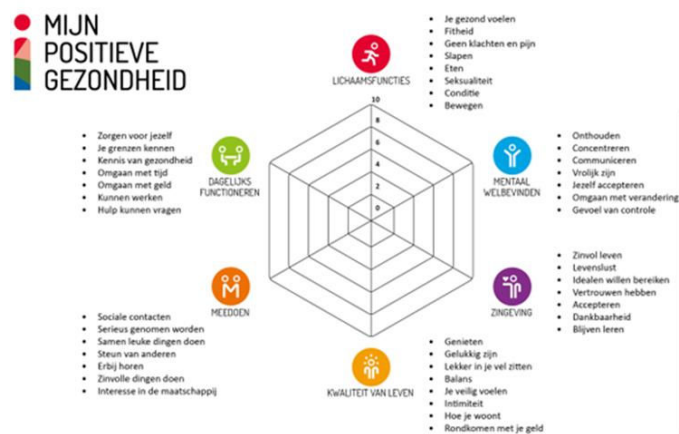 MIJN
POSITIEVE
GEZONDHEID
LICHAAMSFUNCTIES
• Je gezond voelen
• Fitheid
• Geen klachten en pijn
• Slapen
• Eten
• Seksualiteit
• Conditie
• Bewegen
10
8
6
4
2
0
• Zorgen voor jezelf
• Je grenzen kennen
• Kennis van gezondheid
• Omgaan met tijd
• Omgaan met geld
• Kunnen werken
• Hulp kunnen vragen
DAGELIJKS
FUNCTIONEREN
MENTAAL
WELBEVINDEN
• Onthouden
• Concentreren
• Communiceren
• Vrolijk zijn
• Jezelf accepteren
• Omgaan met verandering
• Gevoel van controle
MEEDOEN
• Sociale contacten
• Serieus genomen worden
• Samen leuke dingen doen
• Steun van anderen
• Erbij horen
• Zinvolle dingen doen
• Interesse in de maatschappij
ZINGEVING
• Zinvol leven
• Levenslust
• Idealen willen bereiken
• Vertrouwen hebben
• Accepteren
• Dankbaarheid
• Blijven leren
KWALITEIT VAN LEVEN
• Genieten
• Gelukkig zijn
• Lekker in je vel zitten
• Balans
• Je veilig voelen
• Intimiteit
• Hoe je woont
• Rondkomen met je geld